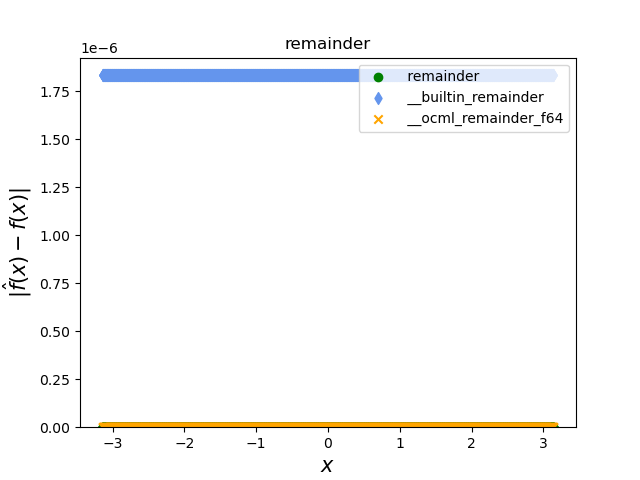 remainder
1e−6
remainder
__builtin_remainder
__ocml_remainder_f64
1.75
1.50
1.25
1.00
0.75
0.50
0.25
0.00
|f̂(x) − f(x)|
−3
−2
−1
0
1
2
3
x